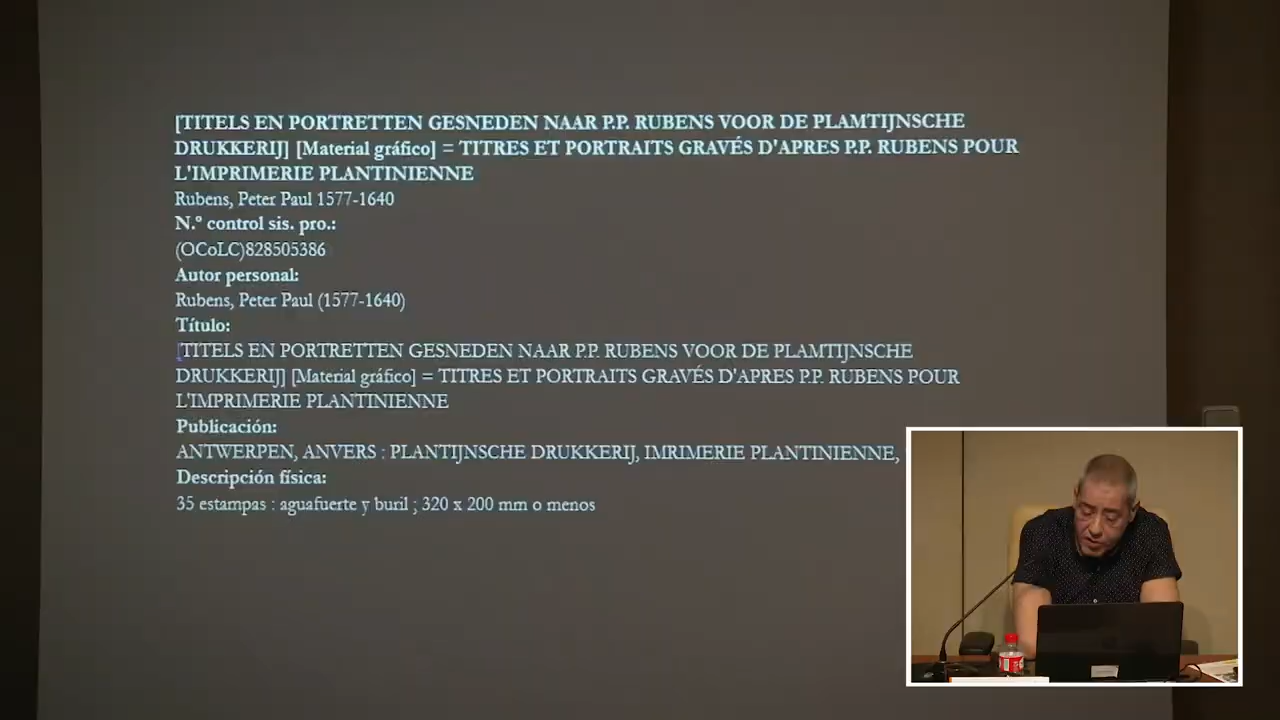 [TITELS EN PORTRETTEN GESNEDEN NAAR P.P. RUBENS VOOR DE PLAMTIJNSCHE
DRUKKERIJ] [Material gráfico] = TITRES ET PORTRAITS GRAVÉS D'APRES P.P. RUBENS POUR
L'IMPRIMERIE PLANTINIENNE
Rubens, Peter Paul 1577-1640
N.º control sis. pro.:
(OCoLC)828505386
Autor personal:
Rubens, Peter Paul (1577-1640)
Título:
[TITELS EN PORTRETTEN GESNEDEN NAAR P.P. RUBENS VOOR DE PLAMTIJNSCHE
DRUKKERIJ] [Material gráfico] = TITRES ET PORTRAITS GRAVÉS D'APRES P.P. RUBENS POUR
L'IMPRIMERIE PLANTINIENNE
Publicación:
ANTWERPEN, ANVERS : PLANTIJNSCHE DRUKKERIJ, IMRIMERIE PLANTINIENNE,
Descripción física:
35 estampas : aguafuerte y buril ; 320 x 200 mm o menos